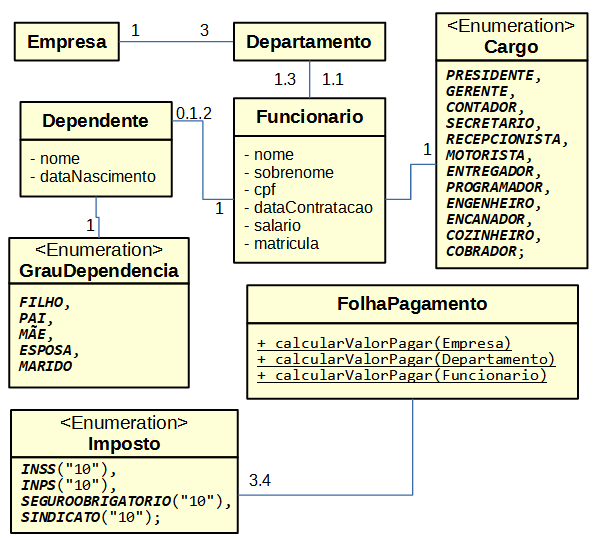 Empresa
1
3
Departamento
1.3
1.1
<Enumeration>
Cargo
PRESIDENTE,
GERENTE,
CONTADOR,
SECRETARIO,
RECEPCIONISTA,
MOTORISTA,
ENTREGADOR,
PROGRAMADOR,
ENGENHEIRO,
ENCANADOR,
COZINHEIRO,
COBRADOR;
Dependente
- nome
- dataNascimento
0.1.2
1
Funcionario
- nome
- sobrenome
- cpf
- dataContratacao
- salario
- matricula
1
1
<Enumeration>
GrauDependencia
FILHO,
PAI,
MÃE,
ESPOSA,
MARIDO
FolhaPagamento
+ calcularValorPagar(Empresa)
+ calcularValorPagar(Departamento)
+ calcularValorPagar(Funcionario)
<Enumeration>
Imposto
INSS("10"),
INPS("10"),
SEGUROOBRIGATORIO("10"),
SINDICATO("10");
3.4